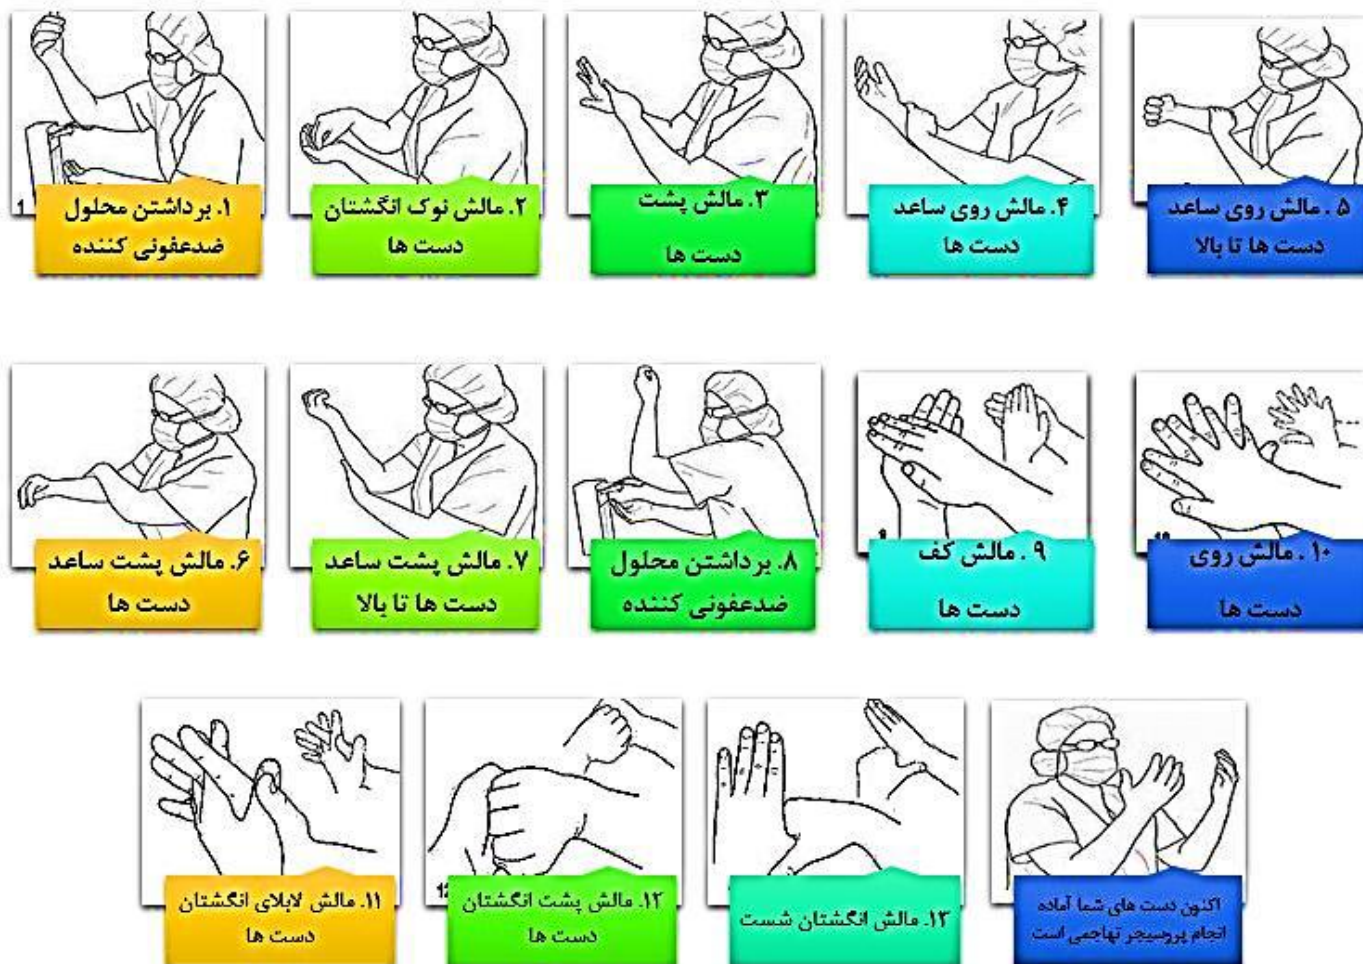 ۱. برداشتن محلول
ضدعفونی کننده
۲. مالش نوک انگشتان
دست ها
۳. مالش پشت
دست ها
۴. مالش روی ساعد
دست ها
۵. مالش روی ساعد
دست ها تا بالا
۶. مالش پشت ساعد
دست ها
۷. مالش پشت ساعد
دست ها تا بالا
۸. برداشتن محلول
ضدعفونی کننده
۹. مالش کف
دست ها
۱۰. مالش روی
دست ها
۱۱. مالش لابلای انگشتان
دست ها
۱۲. مالش پشت انگشتان
دست ها
۱۳. مالش انگشتان شست
اکنون دست های شما آماده
انجام پروسیجر تهاجمی است